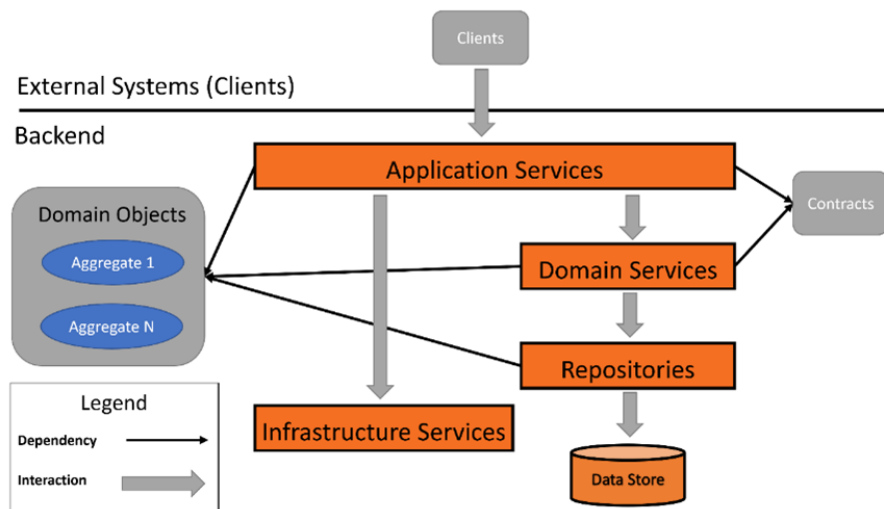 Clients
External Systems (Clients)
Backend
Application Services
Domain Objects
Contracts
Aggregate 1
Domain Services
Aggregate N
Repositories
Legend
Dependency
Infrastructure Services
Interaction
Data Store